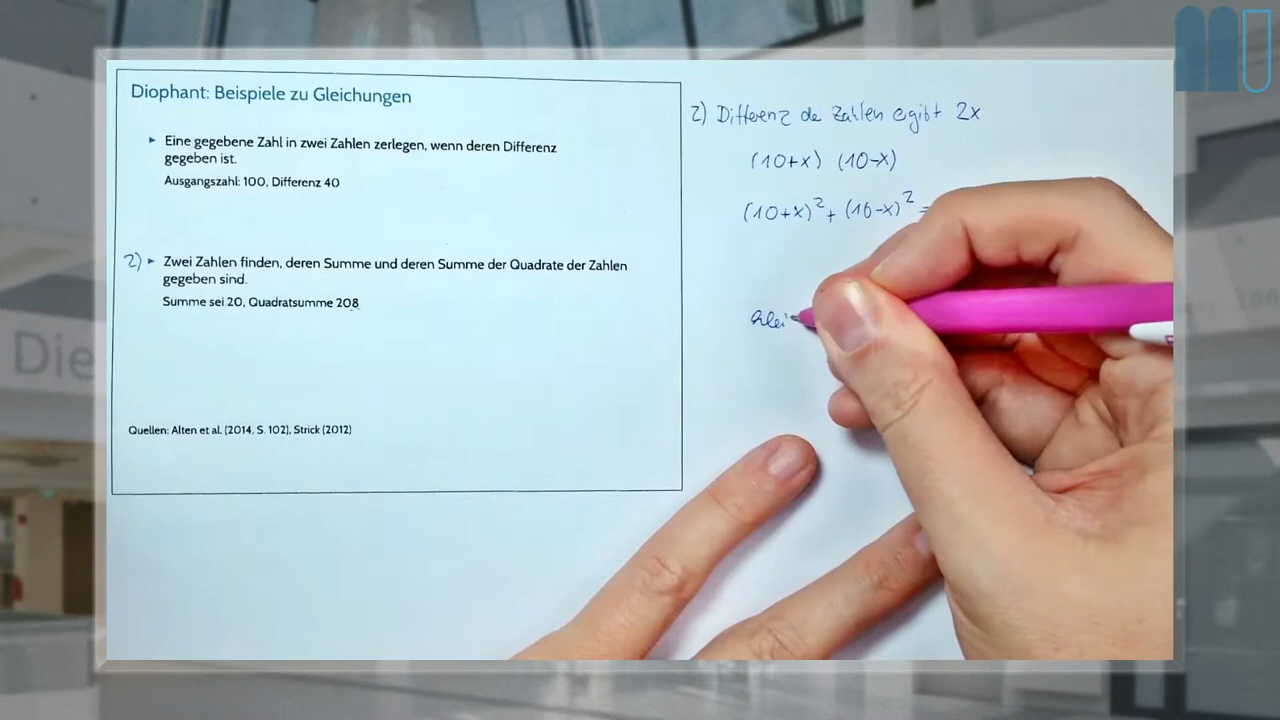 Diophant: Beispiele zu Gleichungen
▸ Eine gegebene Zahl in zwei Zahlen zerlegen, wenn deren Differenz
gegeben ist.
Ausgangszahl: 100, Differenz 40
2) ▸ Zwei Zahlen finden, deren Summe und deren Summe der Quadrate der Zahlen
gegeben sind.
Summe sei 20, Quadratsumme 208
Quellen: Alten et al. (2014, S. 102), Strick (2012)
2) Differenz de Zahlen ergibt 2x
(10+x) (10-x)
(10+x)² + (10-x)² =
klei
Die